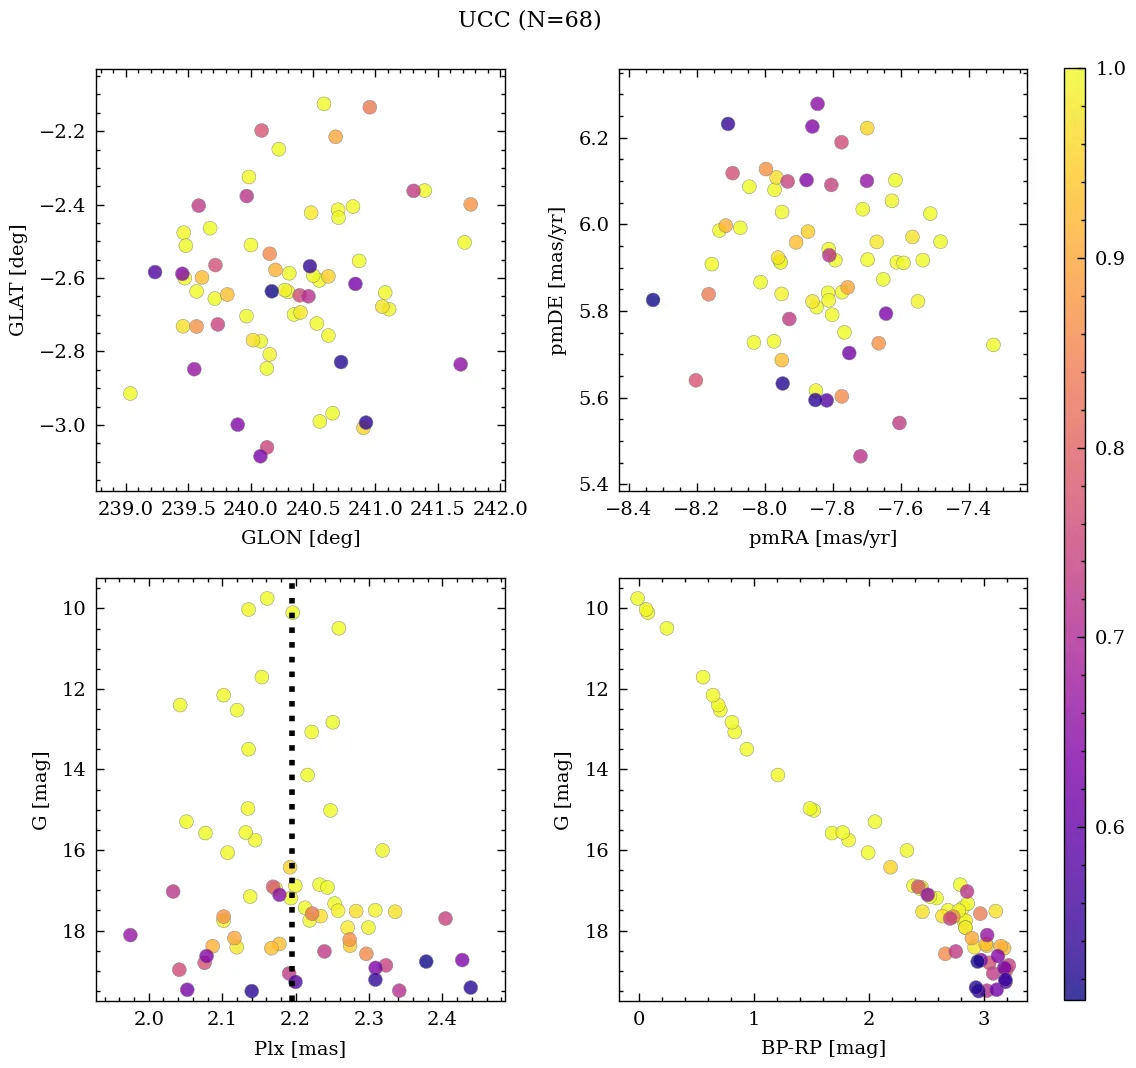 UCC (N=68)
−2.2
−2.4
−2.6
−2.8
−3.0
GLAT [deg]
239.0 239.5 240.0 240.5 241.0 241.5 242.0
GLON [deg]
6.2
6.0
5.8
5.6
5.4
pmDE [mas/yr]
−8.4 −8.2 −8.0 −7.8 −7.6 −7.4
pmRA [mas/yr]
10
12
14
16
18
G [mag]
2.0 2.1 2.2 2.3 2.4
Plx [mas]
10
12
14
16
18
G [mag]
0 1 2 3
BP-RP [mag]
1.0
0.9
0.8
0.7
0.6